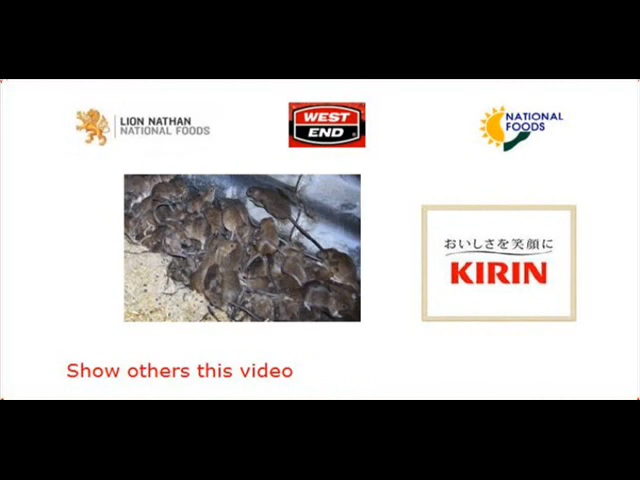 LION NATHAN
NATIONAL FOODS
WEST
END
NATIONAL
FOODS
おいしさを笑顔に
KIRIN
Show others this video